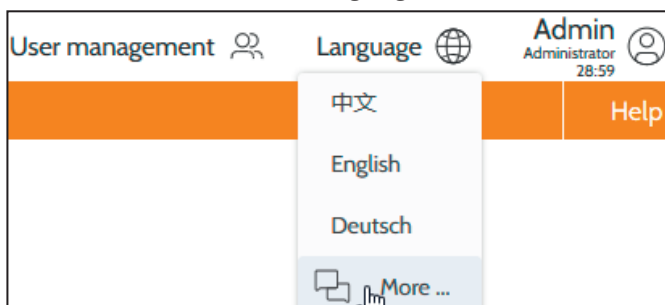 User management
Language
Admin
Administrator
28:59
Help
中文
English
Deutsch
More ...